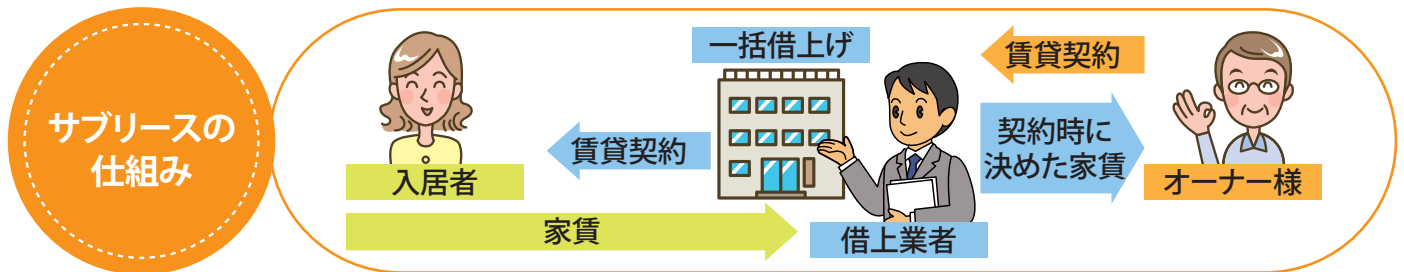 サブリースの
仕組み
入居者
賃貸契約
家賃
一括借上げ
借上業者
賃貸契約
契約時に
決めた家賃
オーナー様